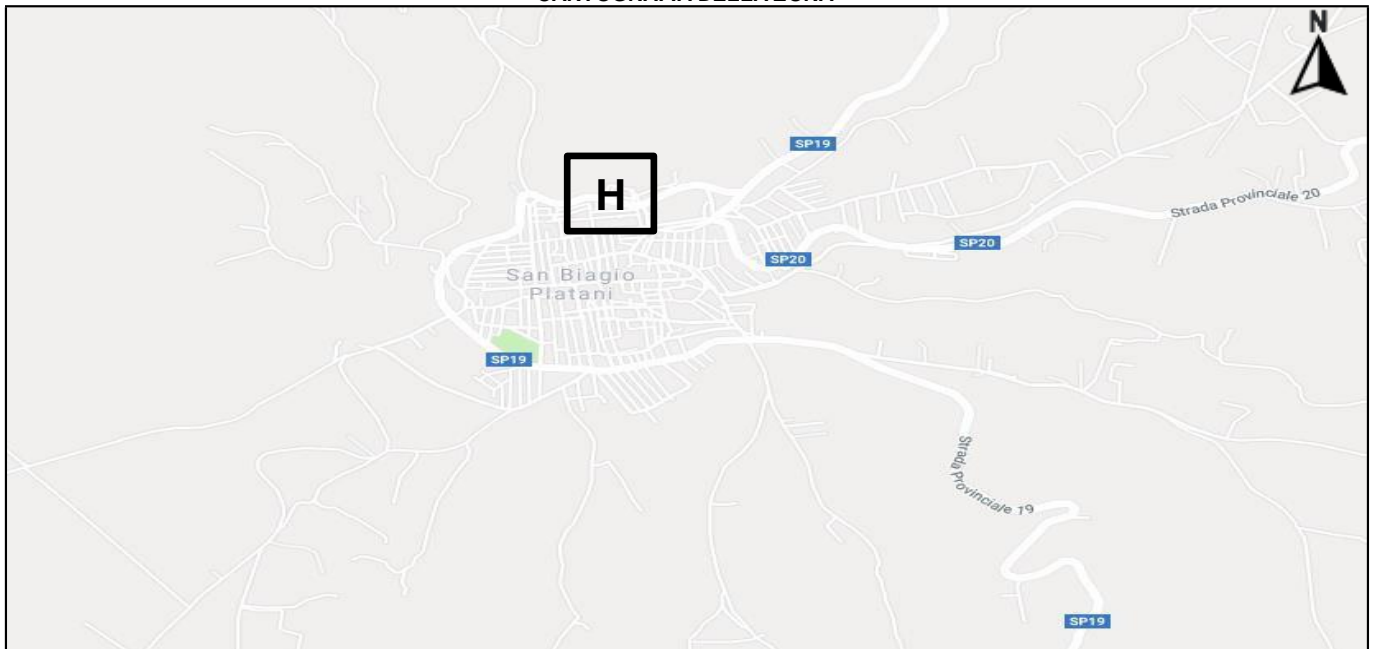 N
SP19
H
Strada Provinciale 20
SP20
SP20
San Biagio
Platani
SP19
Strada Provinciale 19
SP19